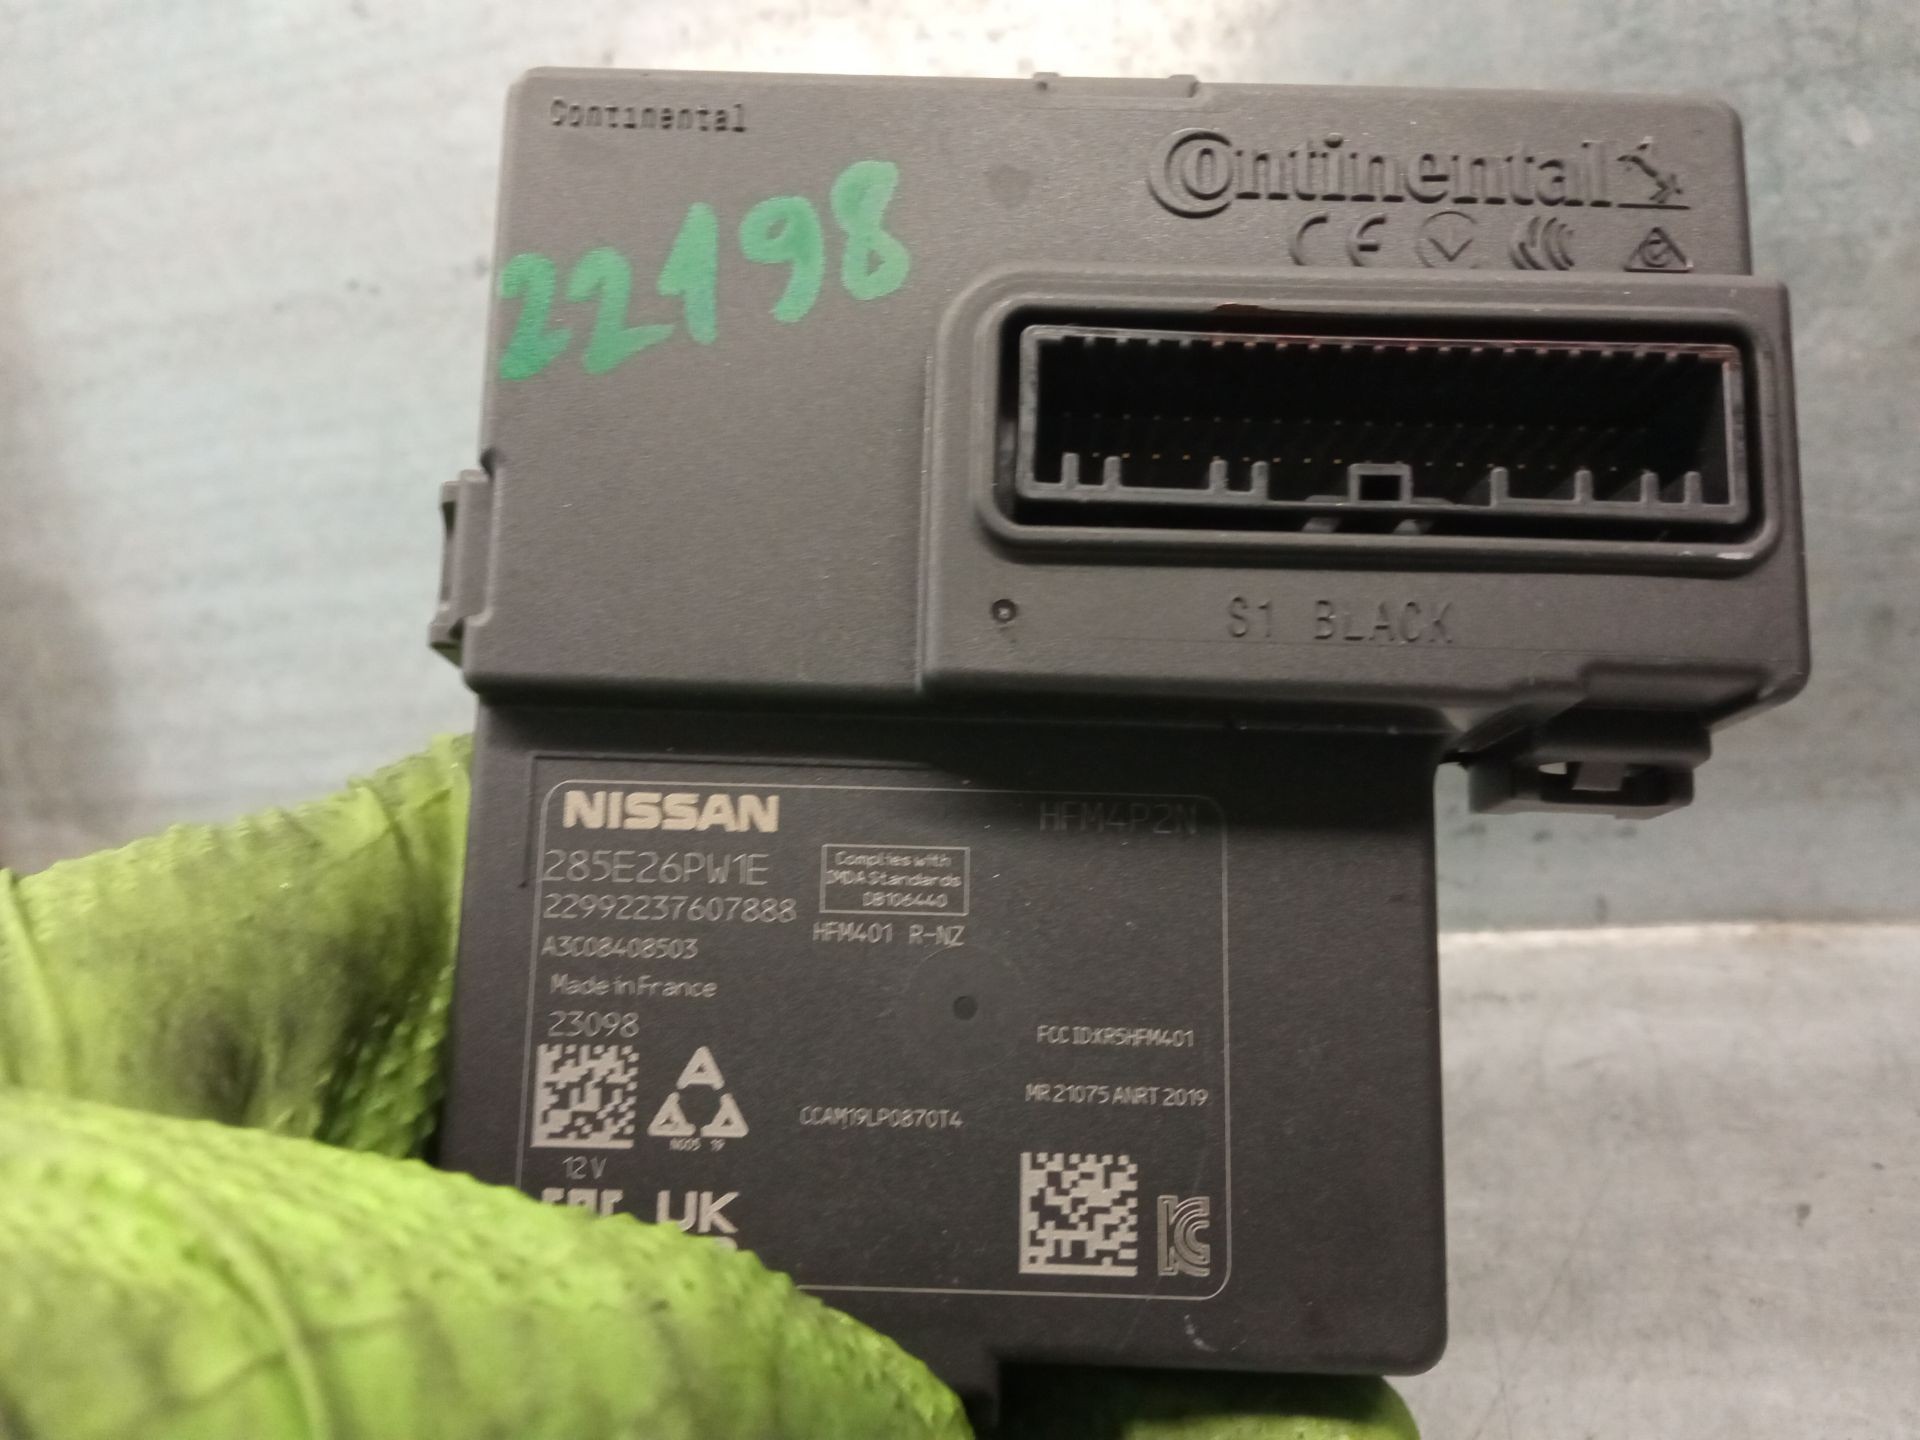 Continental
Continental
22198
CE
S1 BLACK
NISSAN
HFM4P2N
285E26PW1E
Complies with
IMDA Standards
DB106440
22992237607888
HFM401 R-NZ
A3C08408503
Made in France
23098
FCC ID:KR5HFM401
MR 21075 ANRT 2019
CCAM19LP0870T4
12V
UK